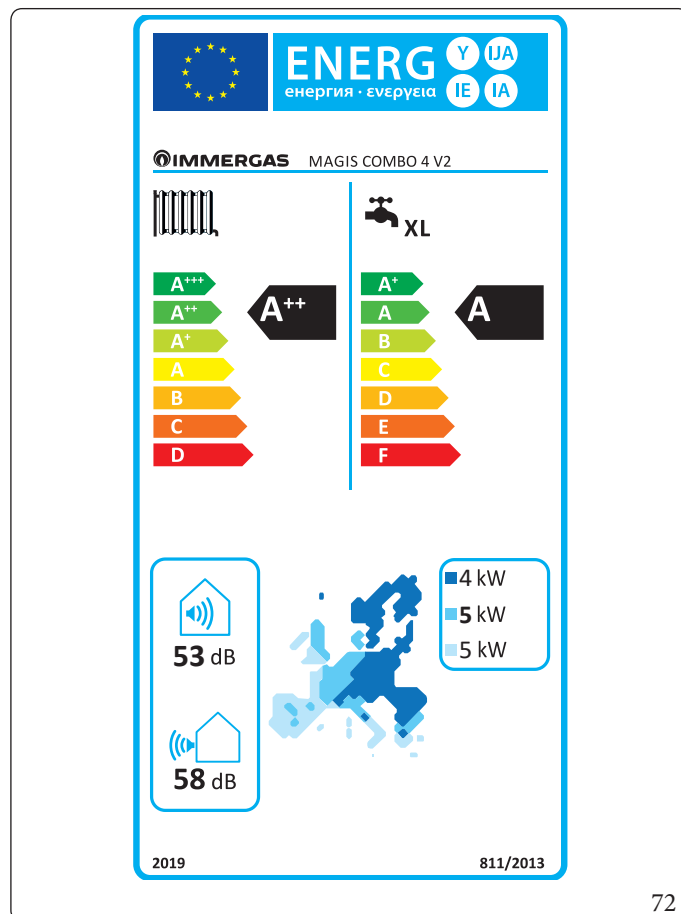 ENERG Y IJA
енергия · ενεργεια IE IA
IMMERGAS MAGIS COMBO 4 V2
XL
A+++
A++
A+
A
B
C
D
A++
A+
A
B
C
D
E
F
A
53 dB
58 dB
4 kW
5 kW
5 kW
2019 811/2013
72